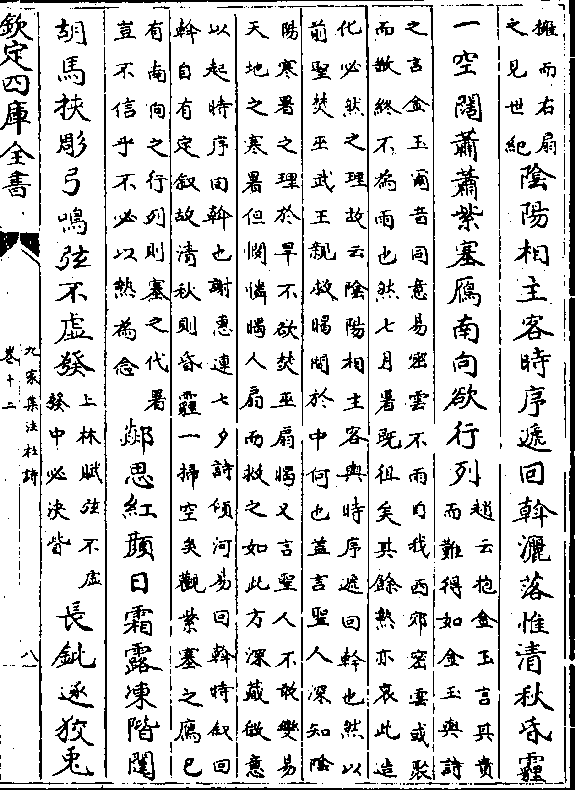 擁而右扇
之見世紀
陰陽相主客時序遞回斡灑落惟清秋昏霾
一空闊蕭蕭紫塞鴈南向欲行列
趙云抱金玉言其貴
而難得如金玉與詩
之言金玉爾音同意易密雲不雨自我西郊密雲或聚
而散終不為雨也然七月暑既徂矣其餘熱亦衰此造
化必然之理故云陰陽相主客與時序遞回斡也然以
前聖焚巫武王親救暍間於中何也蓋言聖人深知陰
陽寒暑之理於旱不欲焚巫扇暍又言聖人不敢變易
天地之寒暑但憫憐暍人扇而救之如此方深藏啟意
以起時序回斡也謝惠連七夕詩傾河易回斡時叙回
斡自有定叙故清秋則昏霾一掃空矣觀紫塞之鴈已
有南向之行列則塞之代暑
豈不信乎不必以熱為念
欻思紅顏日霜露凍階闥
胡馬挾彫弓鳴弦不虛發
上林賦弦不虛
發中必決眥
長鈚逐狡兎
欽定四庫全書
九家集注杜詩
卷十二
八